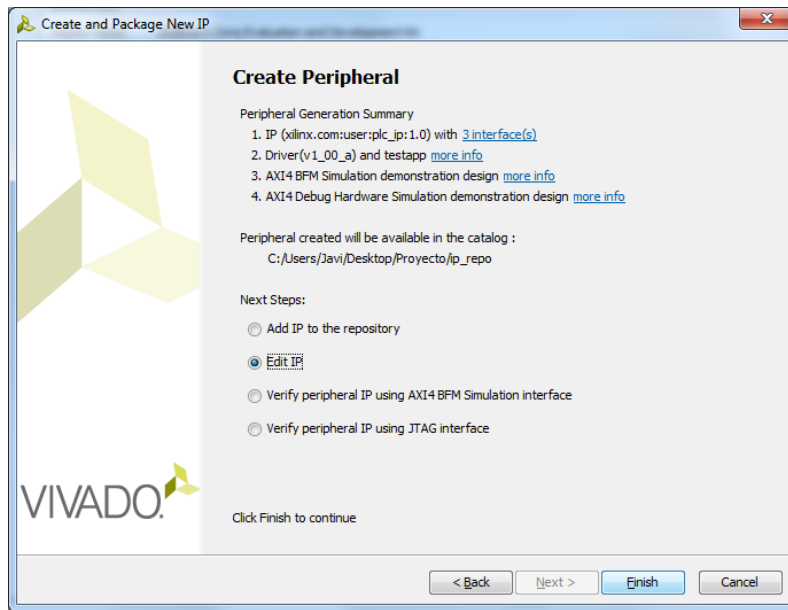 Create and Package New IP
Create Peripheral
Peripheral Generation Summary
1. IP (xilinx.com:user:plc_ip:1.0) with 3 interface(s)
2. Driver(v1_00_a) and testapp more info
3. AXI4 BFM Simulation demonstration design more info
4. AXI4 Debug Hardware Simulation demonstration design more info
Peripheral created will be available in the catalog :
C:/Users/Javi/Desktop/Proyecto/ip_repo
Next Steps:
Add IP to the repository
Edit IP
Verify peripheral IP using AXI4 BFM Simulation interface
Verify peripheral IP using JTAG interface
VIVADO.
Click Finish to continue
< Back Next > Finish Cancel